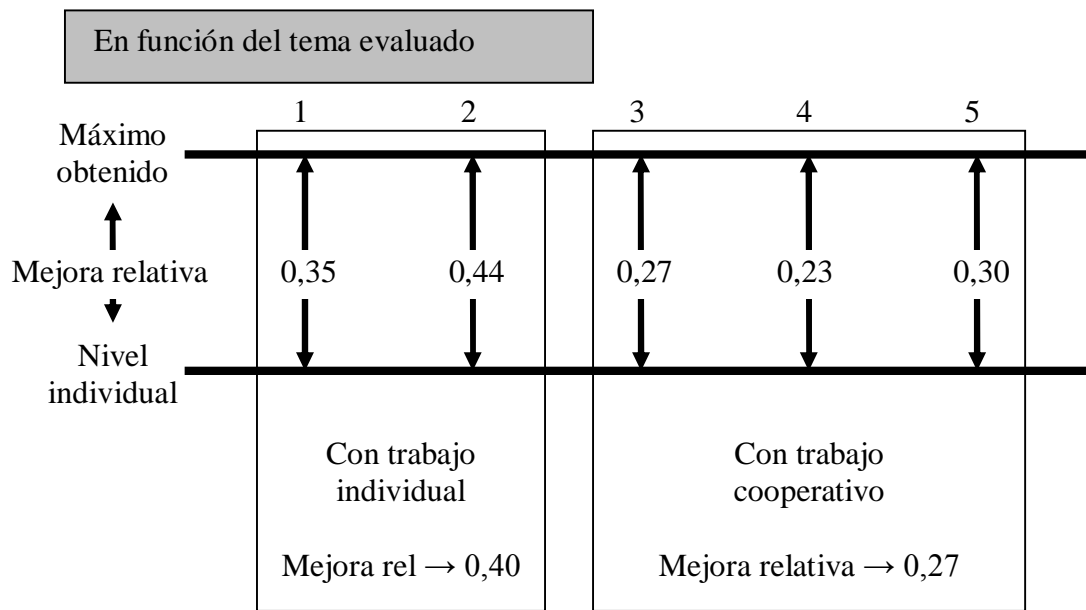 En función del tema evaluado
1 2 3 4 5
Máximo
obtenido
Mejora relativa
0,35 0,44 0,27 0,23 0,30
Nivel
individual
Con trabajo
individual
Mejora rel → 0,40
Con trabajo
cooperativo
Mejora relativa → 0,27